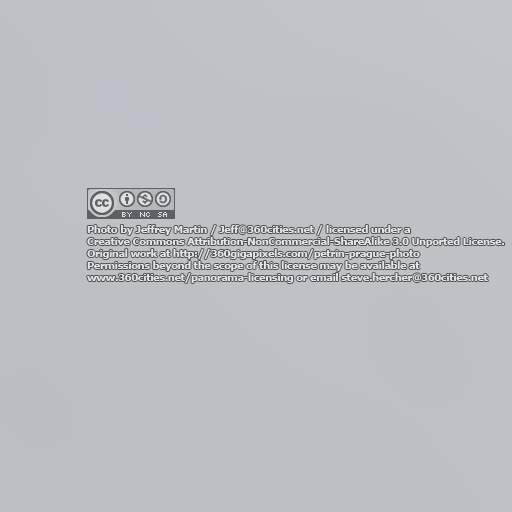 cc
BY NC SA
Photo by Jeffrey Martin / Jeff@360cities.net / licensed under a
Creative Commons Attribution-NonCommercial-ShareAlike 3.0 Unported License.
Original work at http://360gigapixels.com/petrin-prague-photo
Permissions beyond the scope of this license may be available at
www.360cities.net/panorama-licensing or email steve.hercher@360cities.net